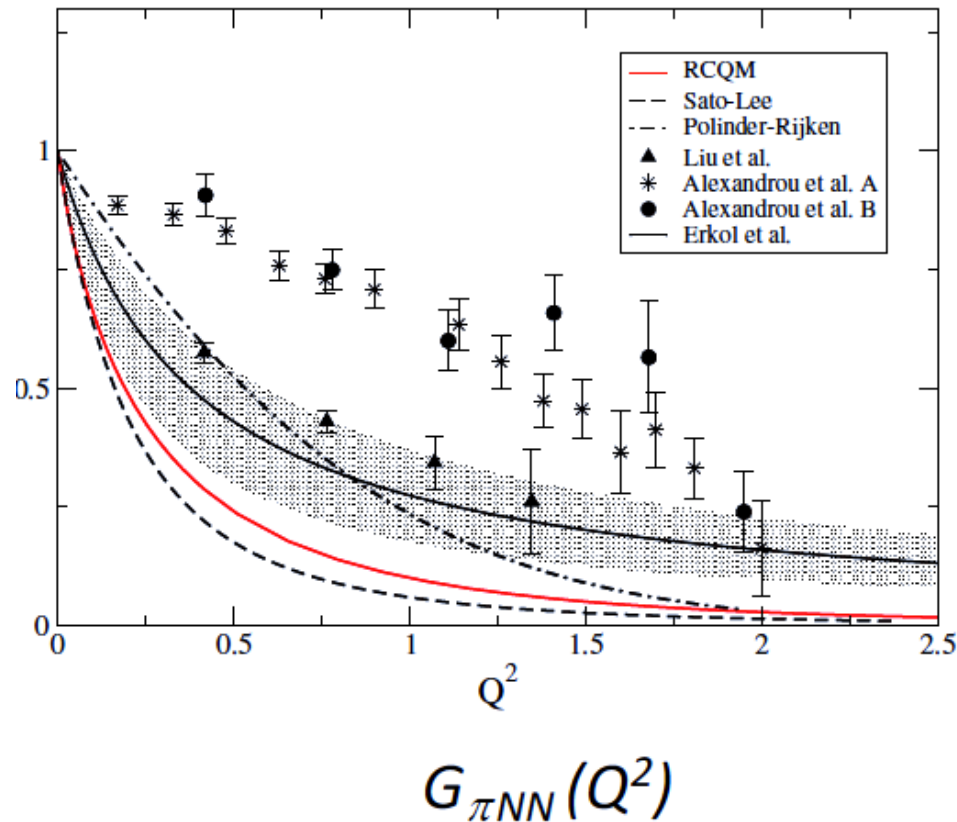 RCQM
Sato-Lee
Polinder-Rijken
Liu et al.
Alexandrou et al. A
Alexandrou et al. B
Erkol et al.
1
0.5
0
0 0.5 1 1.5 2 2.5
Q²
G_πNN(Q²)